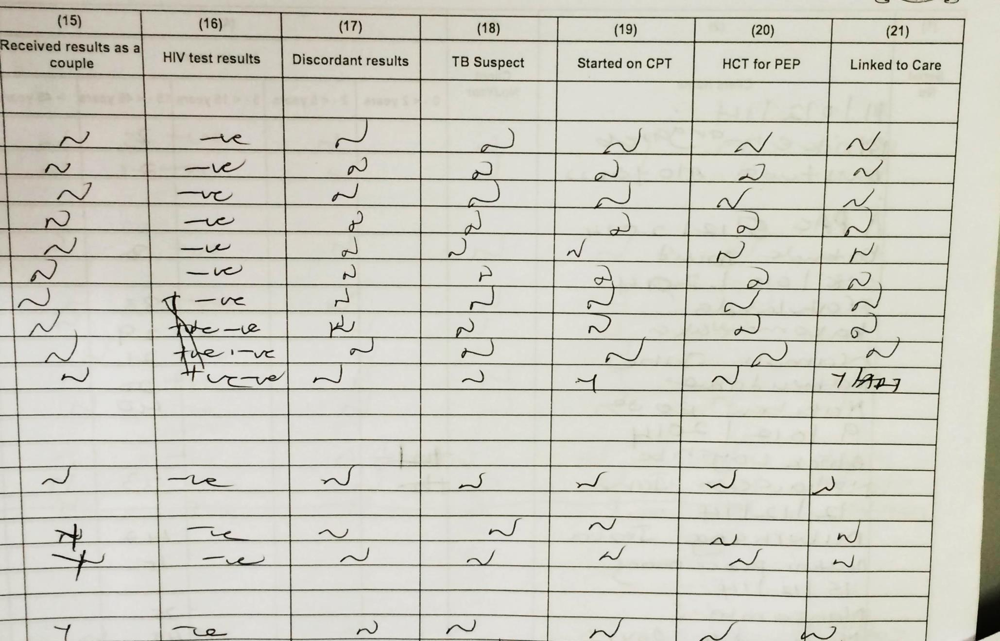 (15) (16) (17) (18) (19) (20) (21)
Received results as a couple HIV test results Discordant results TB Suspect Started on CPT HCT for PEP Linked to Care
N -ve N N N N N
N -ve N N N N N
N -ve N N N N N
N -ve N N N N N
N -ve N N N N N
N -ve N N N N N
N -ve N N N N N
N -ve N N N N
N +ve -ve N N N N N
N +ve -ve N N Y N Y
N -ve N N N N N
-ve N N N N N
-ve N N N N N
Y -ve N N N N N